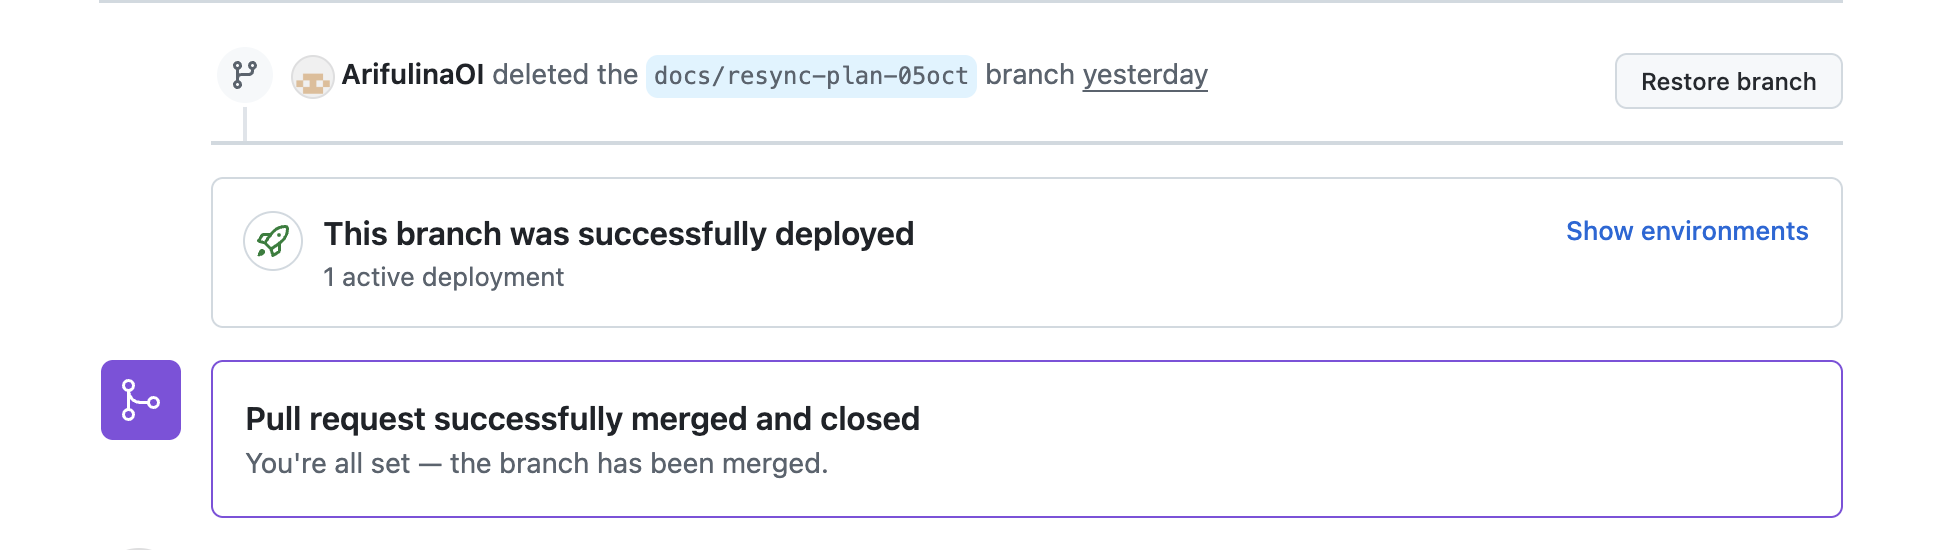 ArifulinaOI deleted the docs/resync-plan-05oct branch yesterday
Restore branch
This branch was successfully deployed
Show environments
1 active deployment
Pull request successfully merged and closed
You're all set — the branch has been merged.